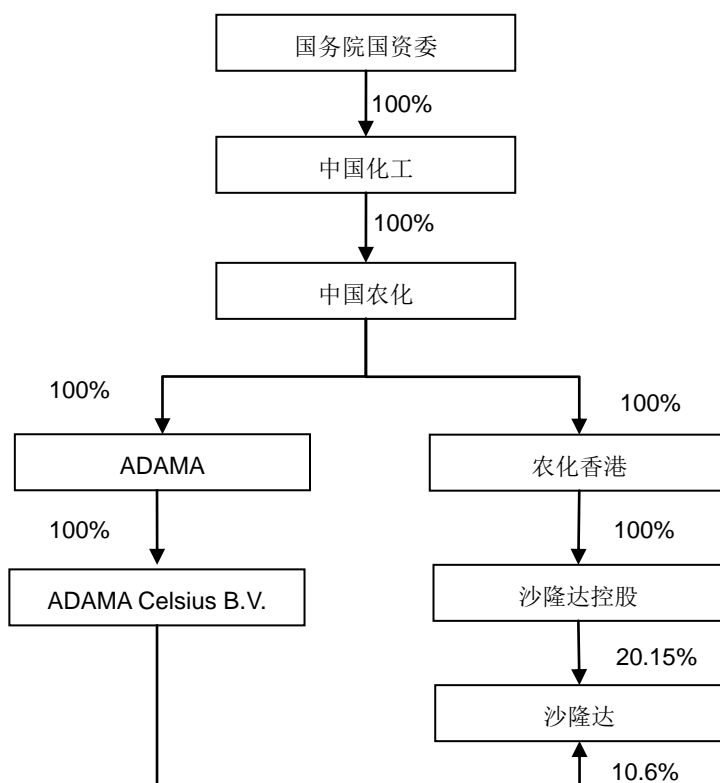 国务院国资委
100%
中国化工
100%
中国农化
100%
100%
ADAMA
农化香港
100%
100%
ADAMA Celsius B.V.
沙隆达控股
20.15%
沙隆达
10.6%